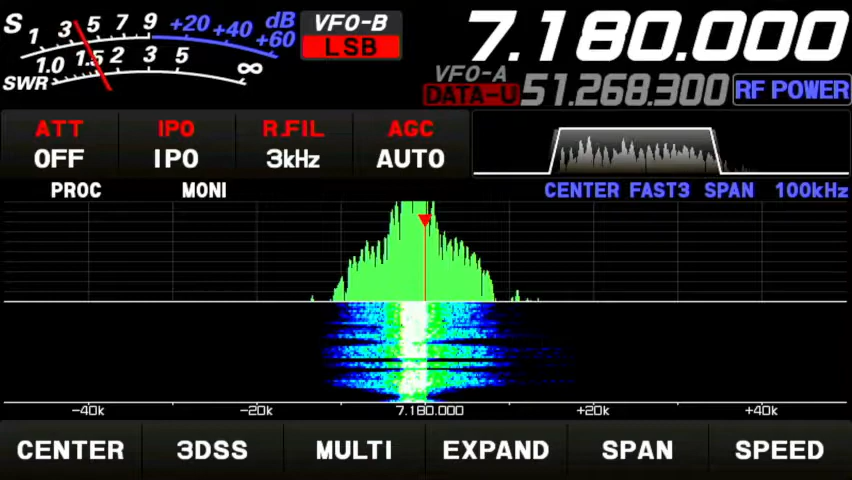 S 1 3 5 7 9 +20 +40 +60 dB
SWR 1.0 1.5 2 3 5 ∞
VFO-B
LSB
7.180.000
VFO-A
DATA-U
51.268.300
RF POWER
ATT IPO R.FIL AGC
OFF IPO 3kHz AUTO
PROC MONI
CENTER FAST3 SPAN 100kHz
-40k -20k 7.180.000 +20k +40k
CENTER 3DSS MULTI EXPAND SPAN SPEED